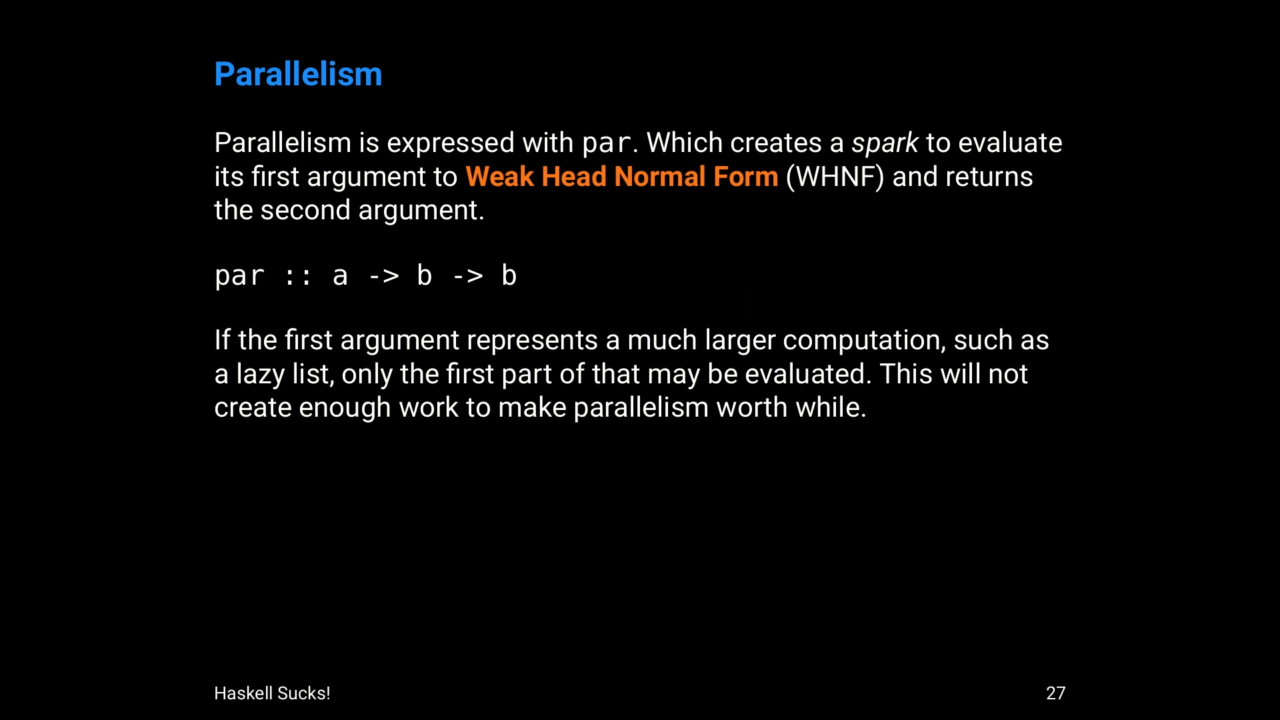 Parallelism
Parallelism is expressed with par. Which creates a spark to evaluate
its first argument to Weak Head Normal Form (WHNF) and returns
the second argument.
par :: a -> b -> b
If the first argument represents a much larger computation, such as
a lazy list, only the first part of that may be evaluated. This will not
create enough work to make parallelism worth while.
Haskell Sucks!
27